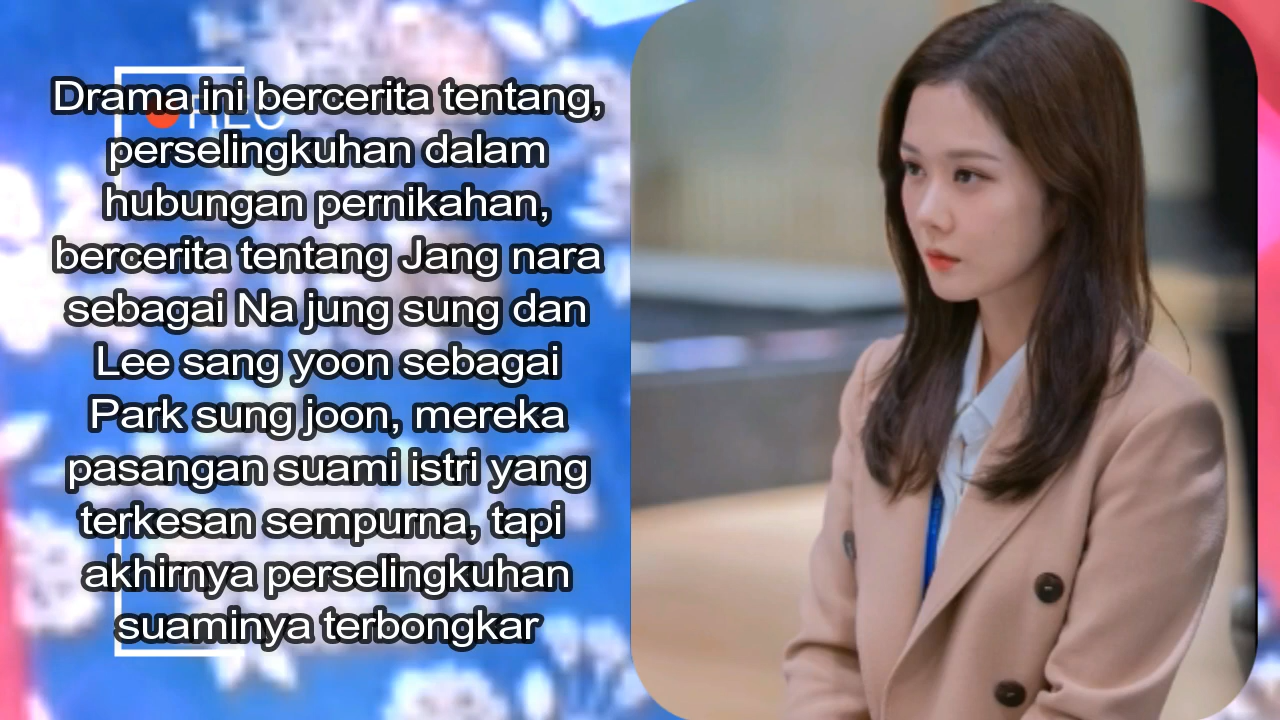 Drama ini bercerita tentang,
REC
perselingkuhan dalam
hubungan pernikahan,
bercerita tentang Jang nara
sebagai Na jung sung dan
Lee sang yoon sebagai
Park sung joon, mereka
pasangan suami istri yang
terkesan sempurna, tapi
akhirnya perselingkuhan
suaminya terbongkar